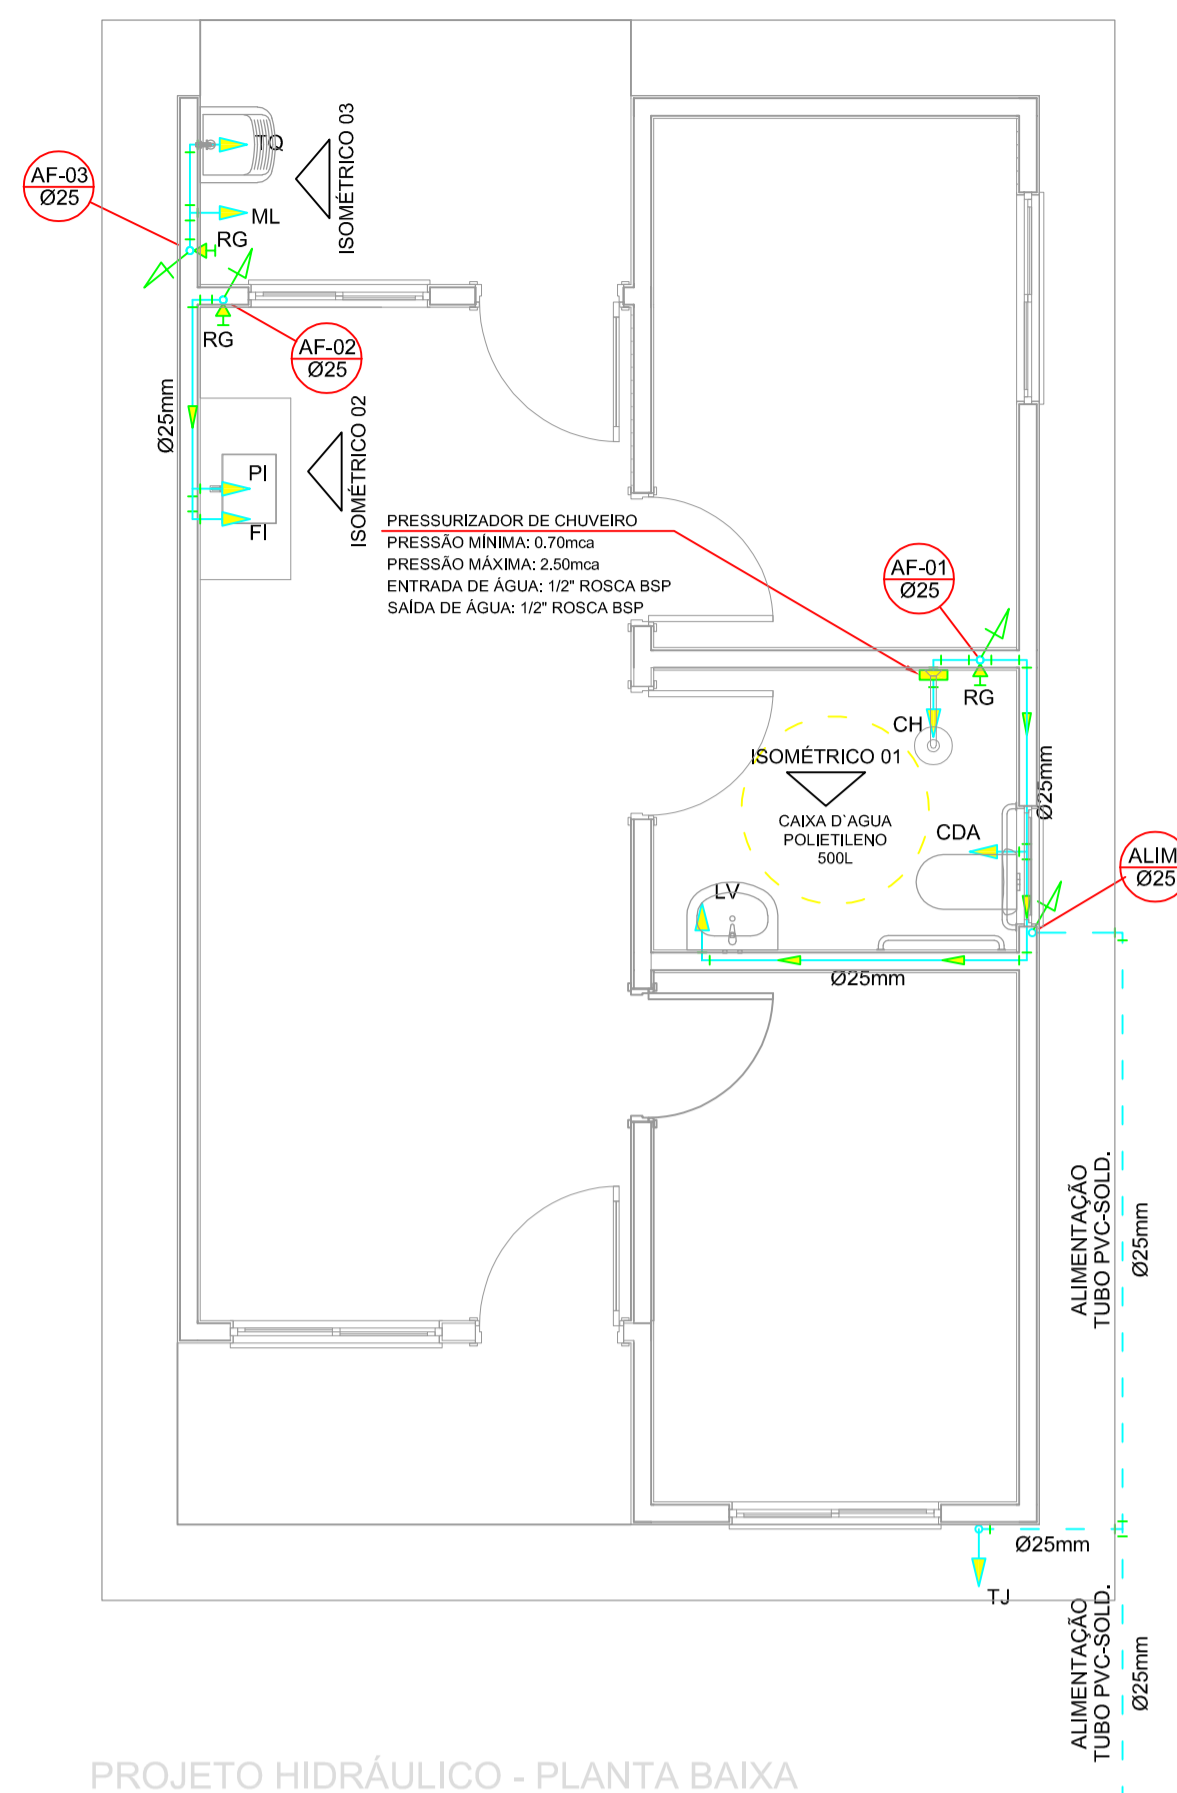 ISOMÉTRICO 03
TQ
AF-03
Ø25
ML
RG
RG
AF-02
Ø25
Ø25mm
ISOMÉTRICO 02
PI
FI
PRESSURIZADOR DE CHUVEIRO
PRESSÃO MÍNIMA: 0.70mca
PRESSÃO MÁXIMA: 2.50mca
ENTRADA DE ÁGUA: 1/2" ROSCA BSP
SAÍDA DE ÁGUA: 1/2" ROSCA BSP
AF-01
Ø25
RG
CH
ISOMÉTRICO 01
Ø25mm
CAIXA D`AGUA
POLIETILENO
500L
CDA
ALIM
Ø25
LV
Ø25mm
ALIMENTAÇÃO
TUBO PVC-SOLD.
Ø25mm
Ø25mm
TJ
ALIMENTAÇÃO
TUBO PVC-SOLD.
Ø25mm
PROJETO HIDRÁULICO - PLANTA BAIXA